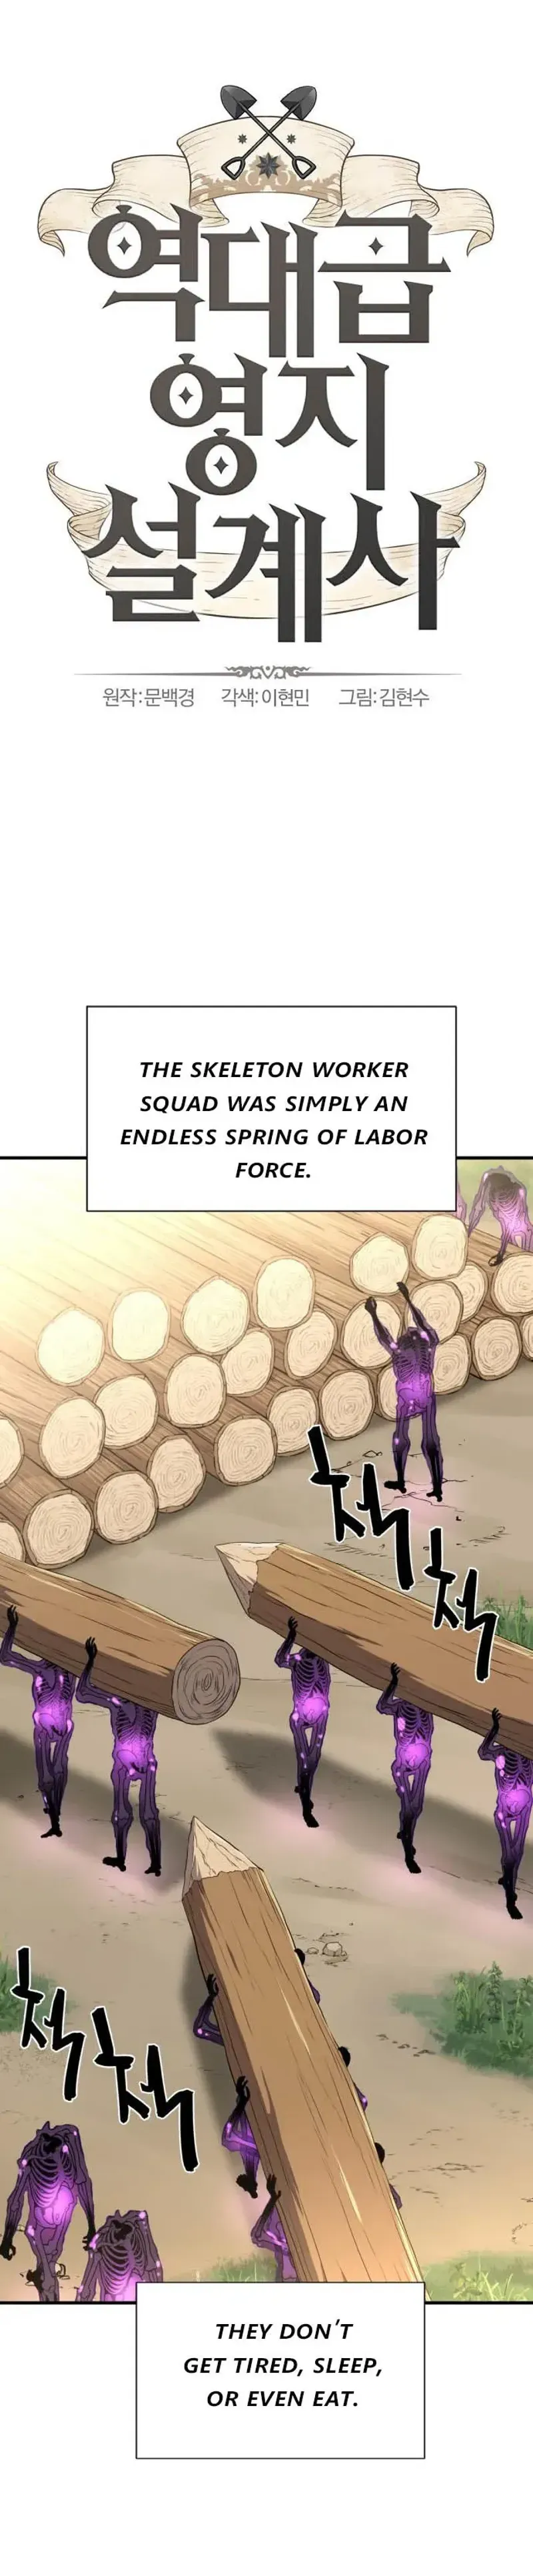 역대급
영지
설계사
원작:문백경 각색:이현민 그림:김현수
THE SKELETON WORKER
SQUAD WAS SIMPLY AN
ENDLESS SPRING OF LABOR
FORCE.
척
척
척
척
THEY DON'T
GET TIRED, SLEEP,
OR EVEN EAT.